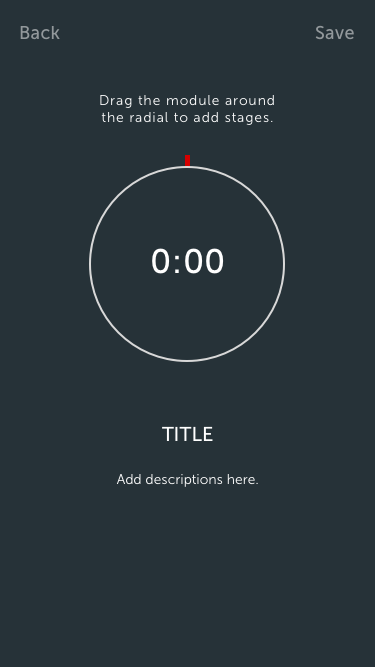 Back
Save
Drag the module around
the radial to add stages.
0:00
TITLE
Add descriptions here.